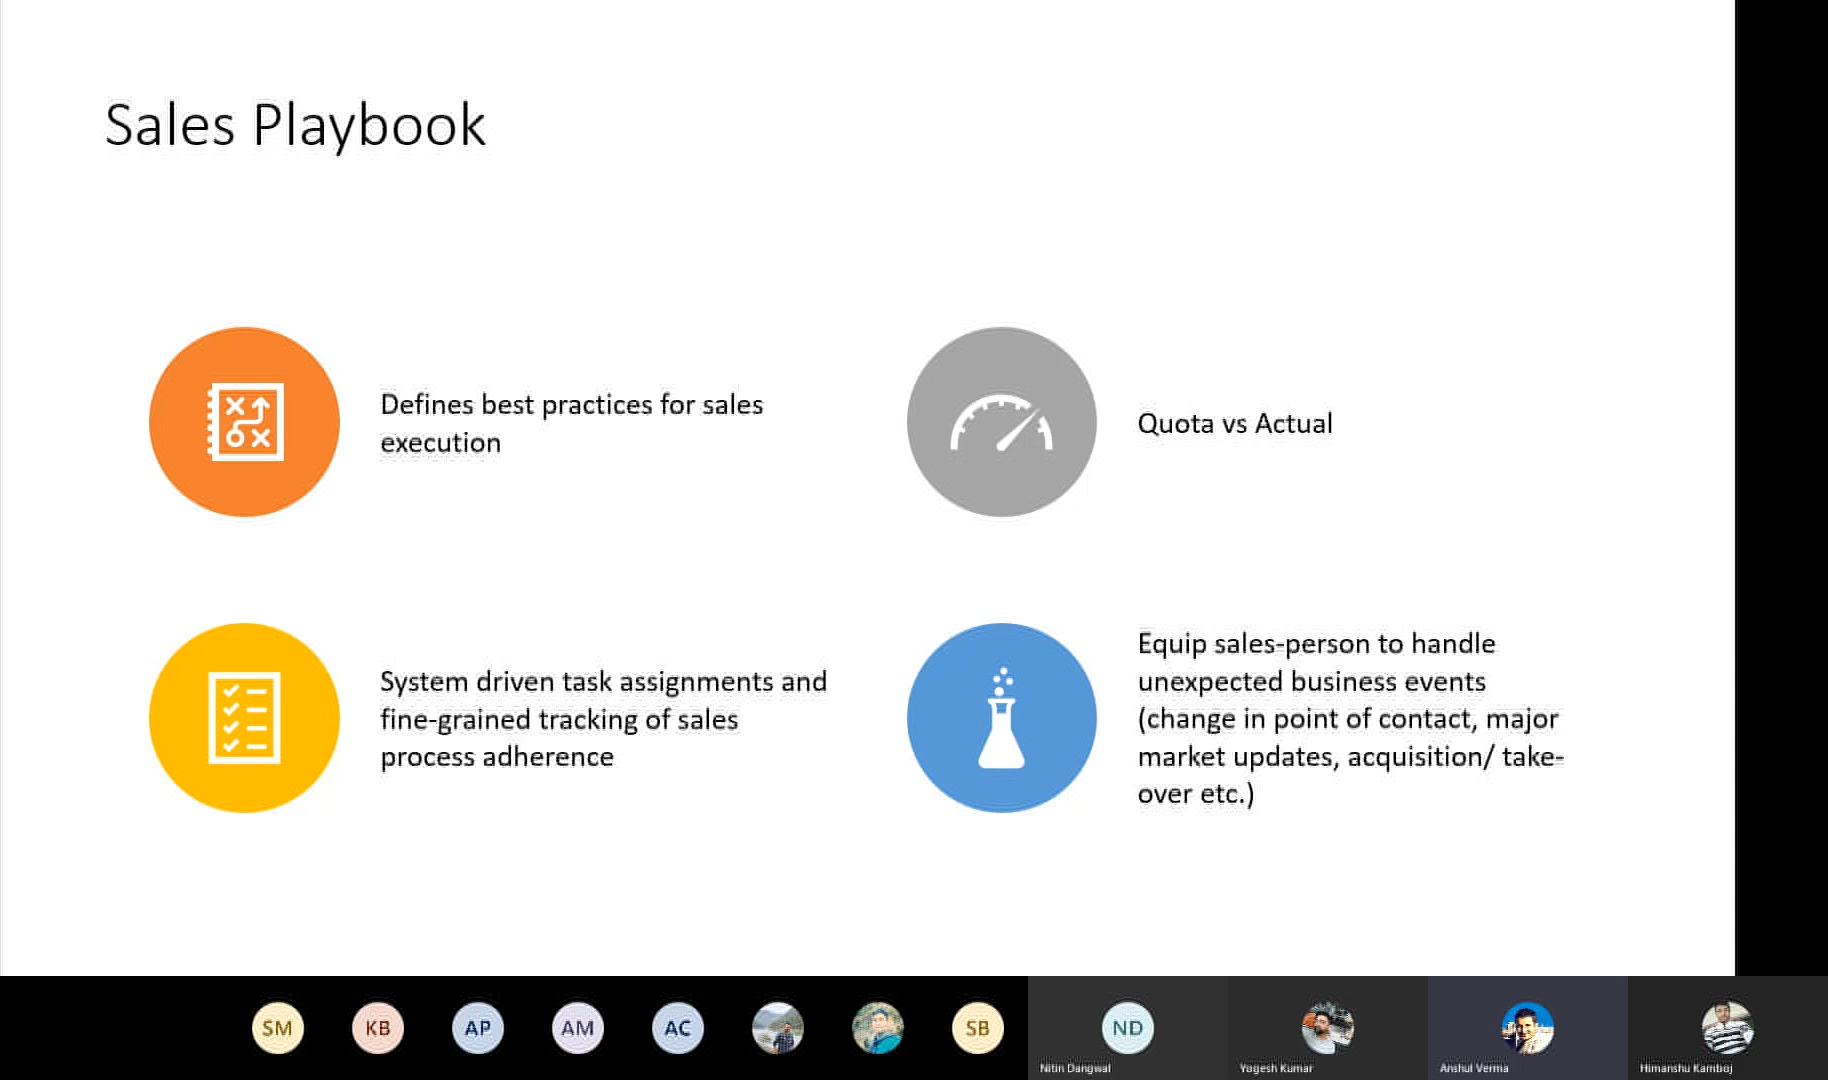 Sales Playbook
Defines best practices for sales
execution
Quota vs Actual
System driven task assignments and
fine-grained tracking of sales
process adherence
Equip sales-person to handle
unexpected business events
(change in point of contact, major
market updates, acquisition/ take-
over etc.)
SM
KB
AP
AM
AC
SB
ND
Nitin Dangwal
Yogesh Kumar
Anshul Verma
Himanshu Kamboj